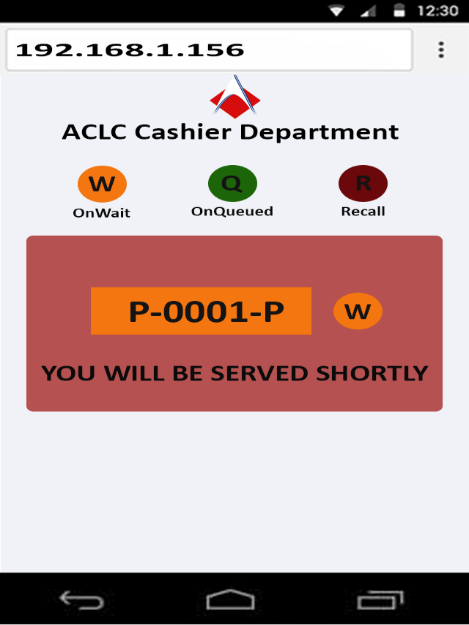 12:30
192.168.1.156
ACLC Cashier Department
W Q R
OnWait OnQueued Recall
P-0001-P W
YOU WILL BE SERVED SHORTLY